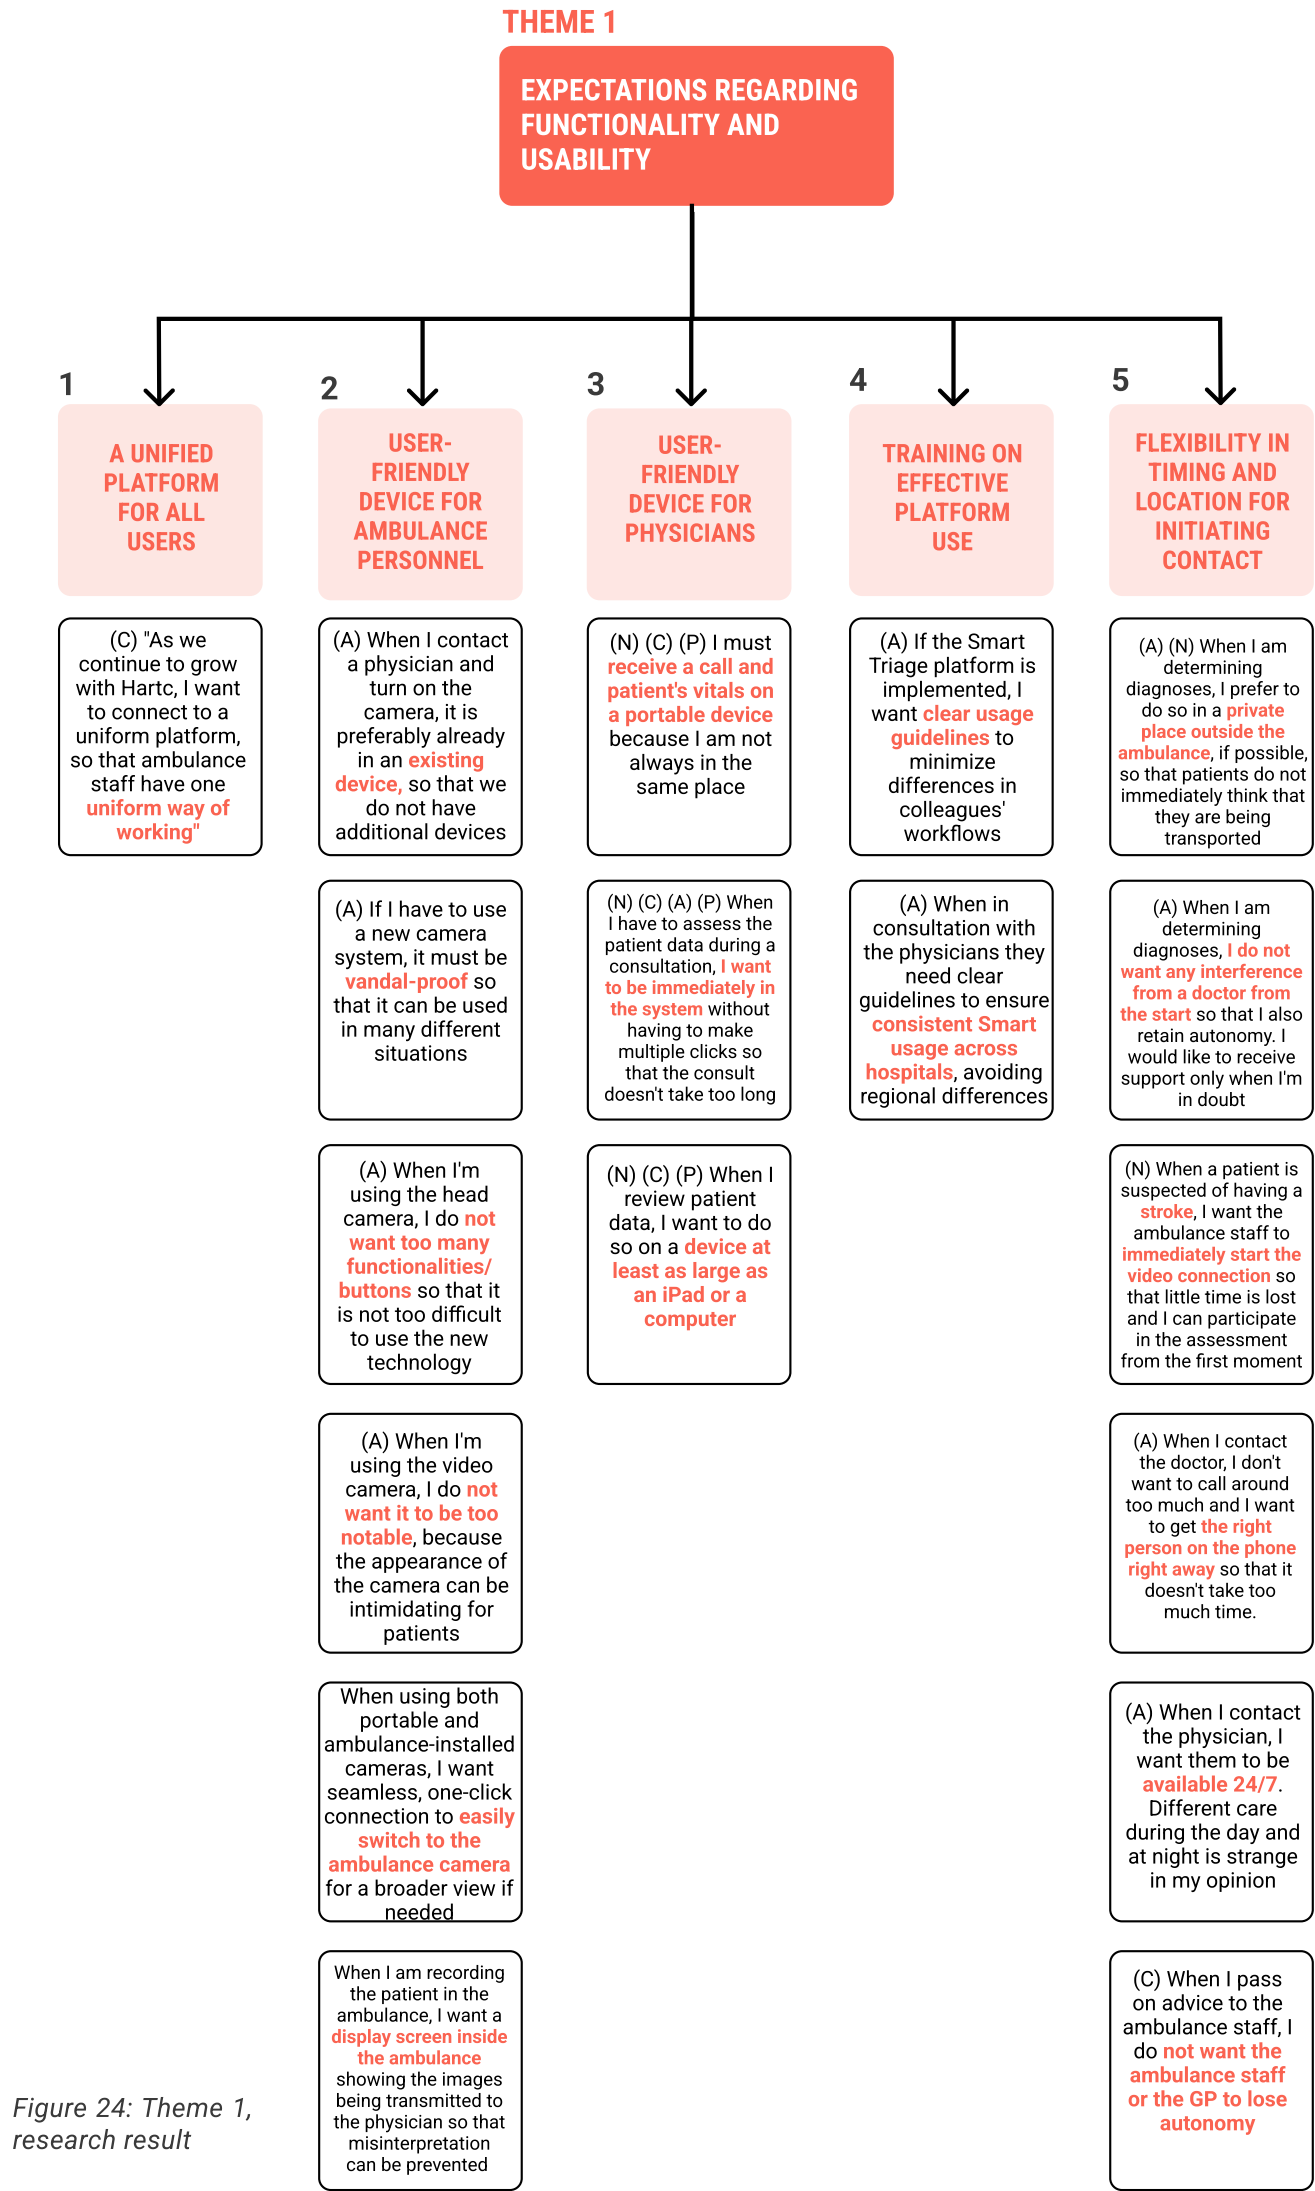 THEME 1
EXPECTATIONS REGARDING
FUNCTIONALITY AND
USABILITY
1
A UNIFIED
PLATFORM
FOR ALL
USERS
(C) "As we
continue to grow
with Hartc, I want
to connect to a
uniform platform,
so that ambulance
staff have one
uniform way of
working"
2
USER-
FRIENDLY
DEVICE FOR
AMBULANCE
PERSONNEL
(A) When I contact
a physician and
turn on the
camera, it is
preferably already
in an existing
device, so that we
do not have
additional devices
(A) If I have to use
a new camera
system, it must be
vandal-proof so
that it can be used
in many different
situations
(A) When I'm
using the head
camera, I do not
want too many
functionalities/
buttons so that it
is not too difficult
to use the new
technology
(A) When I'm
using the video
camera, I do not
want it to be too
notable, because
the appearance of
the camera can be
intimidating for
patients
When using both
portable and
ambulance-installed
cameras, I want
seamless, one-click
connection to easily
switch to the
ambulance camera
for a broader view if
needed
When I am recording
the patient in the
ambulance, I want a
display screen inside
the ambulance
showing the images
being transmitted to
the physician so that
misinterpretation
can be prevented
3
USER-
FRIENDLY
DEVICE FOR
PHYSICIANS
(N) (C) (P) I must
receive a call and
patient's vitals on
a portable device
because I am not
always in the
same place
(N) (C) (A) (P) When
I have to assess the
patient data during a
consultation, I want
to be immediately in
the system without
having to make
multiple clicks so
that the consult
doesn't take too long
(N) (C) (P) When I
review patient
data, I want to do
so on a device at
least as large as
an iPad or a
computer
4
TRAINING ON
EFFECTIVE
PLATFORM
USE
(A) If the Smart
Triage platform is
implemented, I
want clear usage
guidelines to
minimize
differences in
colleagues'
workflows
(A) When in
consultation with
the physicians they
need clear
guidelines to ensure
consistent Smart
usage across
hospitals, avoiding
regional differences
5
FLEXIBILITY IN
TIMING AND
LOCATION FOR
INITIATING
CONTACT
(A) (N) When I am
determining
diagnoses, I prefer to
do so in a private
place outside the
ambulance, if possible,
so that patients do not
immediately think that
they are being
transported
(A) When I am
determining
diagnoses, I do not
want any interference
from a doctor from
the start so that I also
retain autonomy. I
would like to receive
support only when I'm
in doubt
(N) When a patient is
suspected of having a
stroke, I want the
ambulance staff to
immediately start the
video connection so
that little time is lost
and I can participate
in the assessment
from the first moment
(A) When I contact
the doctor, I don't
want to call around
too much and I want
to get the right
person on the phone
right away so that it
doesn't take too
much time.
(A) When I contact
the physician, I
want them to be
available 24/7.
Different care
during the day and
at night is strange
in my opinion
(C) When I pass
on advice to the
ambulance staff, I
do not want the
ambulance staff
or the GP to lose
autonomy
Figure 24: Theme 1,
research result